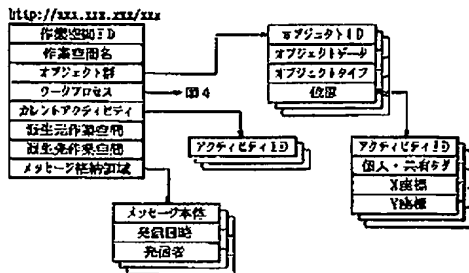 http://xxx.xxx.xxx/xxx
作業空間ID
作業空間名
オブジェクト群
ワークプロセス
カレントアクティビティ
派生元作業空間
派生先作業空間
メッセージ格納領域
図4
オブジェクトID
オブジェクトデータ
オブジェクトタイプ
位置
アクティビティID
アクティビティID
個人・共有タグ
X座標
Y座標
メッセージ本体
発信日時
発信者